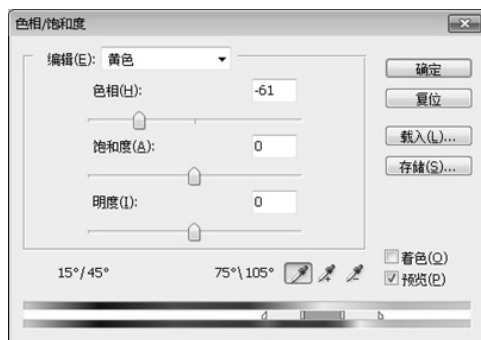 色相/饱和度
编辑(E): 黄色
色相(H): -61
饱和度(A): 0
明度(I): 0
确定
复位
载入(L)...
存储(S)...
着色(O)
预览(P)
15°/45° 75°\105°